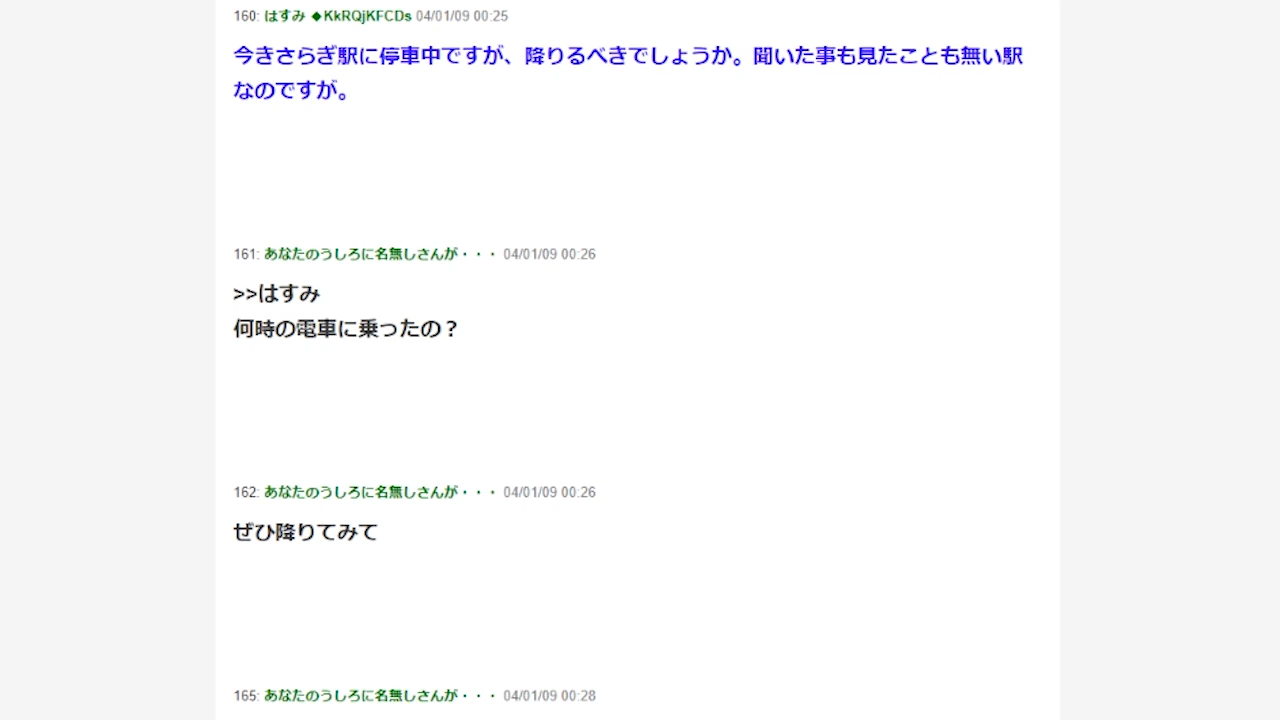 160: はすみ ◆KkRQjKFCDs 04/01/09 00:25
今きさらぎ駅に停車中ですが、降りるべきでしょうか。聞いた事も見たことも無い駅
なのですが。
161: あなたのうしろに名無しさんが・・・ 04/01/09 00:26
>>はすみ
何時の電車に乗ったの？
162: あなたのうしろに名無しさんが・・・ 04/01/09 00:26
ぜひ降りてみて
165: あなたのうしろに名無しさんが・・・ 04/01/09 00:28